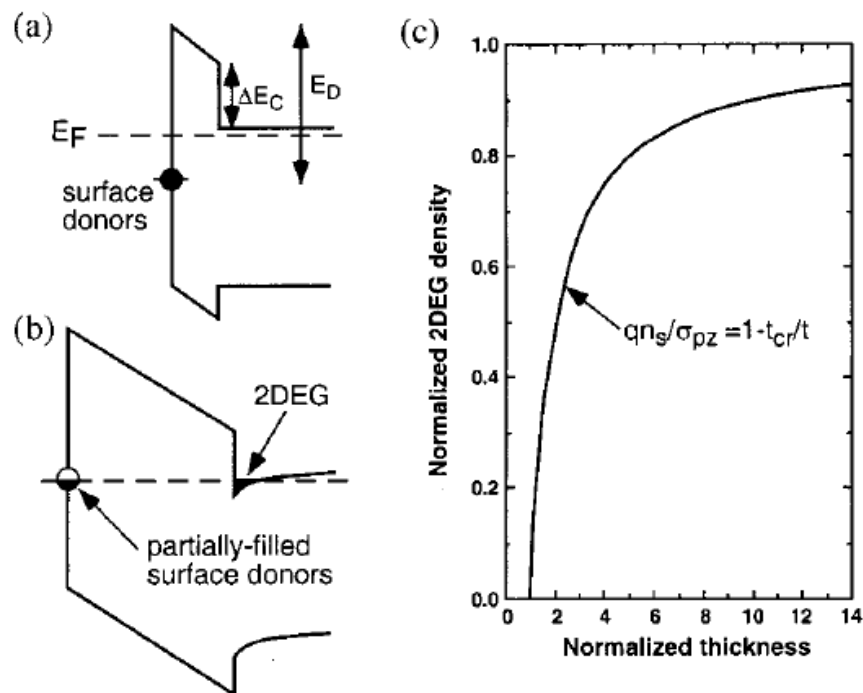 (a)
E_D
ΔE_C
E_F
surface
donors
(b)
2DEG
partially-filled
surface donors
(c)
Normalized 2DEG density
1.0
0.8
0.6
0.4
0.2
0.0
qn_s/σ_pz =1-t_cr/t
0 2 4 6 8 10 12 14
Normalized thickness